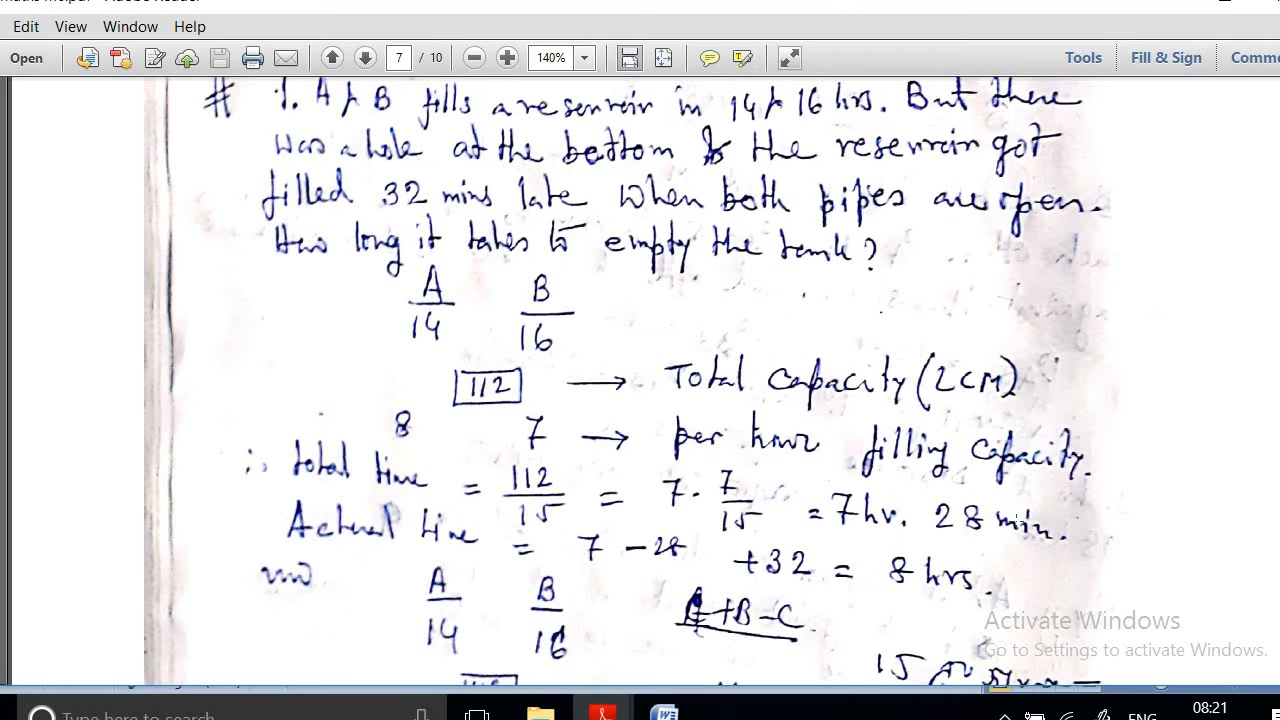 Edit View Window Help
Open 7 / 10 140% Tools Fill & Sign Comme
# 1. A & B fills a reservoir in 14 & 16 hrs. But there
was a hole at the bottom & the reservoir got
filled 32 mins late when both pipes are open.
How long it takes to empty the tank?
A/14 B/16
112 → Total capacity (LCM)
8 7 → per hour filling capacity.
∴ total time = 112/15 = 7 · 7/15 = 7 hr. 28 min.
Actual time = 7 - 28 + 32 = 8 hrs.
A/14 B/16 A+B-C
15
Activate Windows
Go to Settings to activate Windows.
Type here to search ENG 08:21